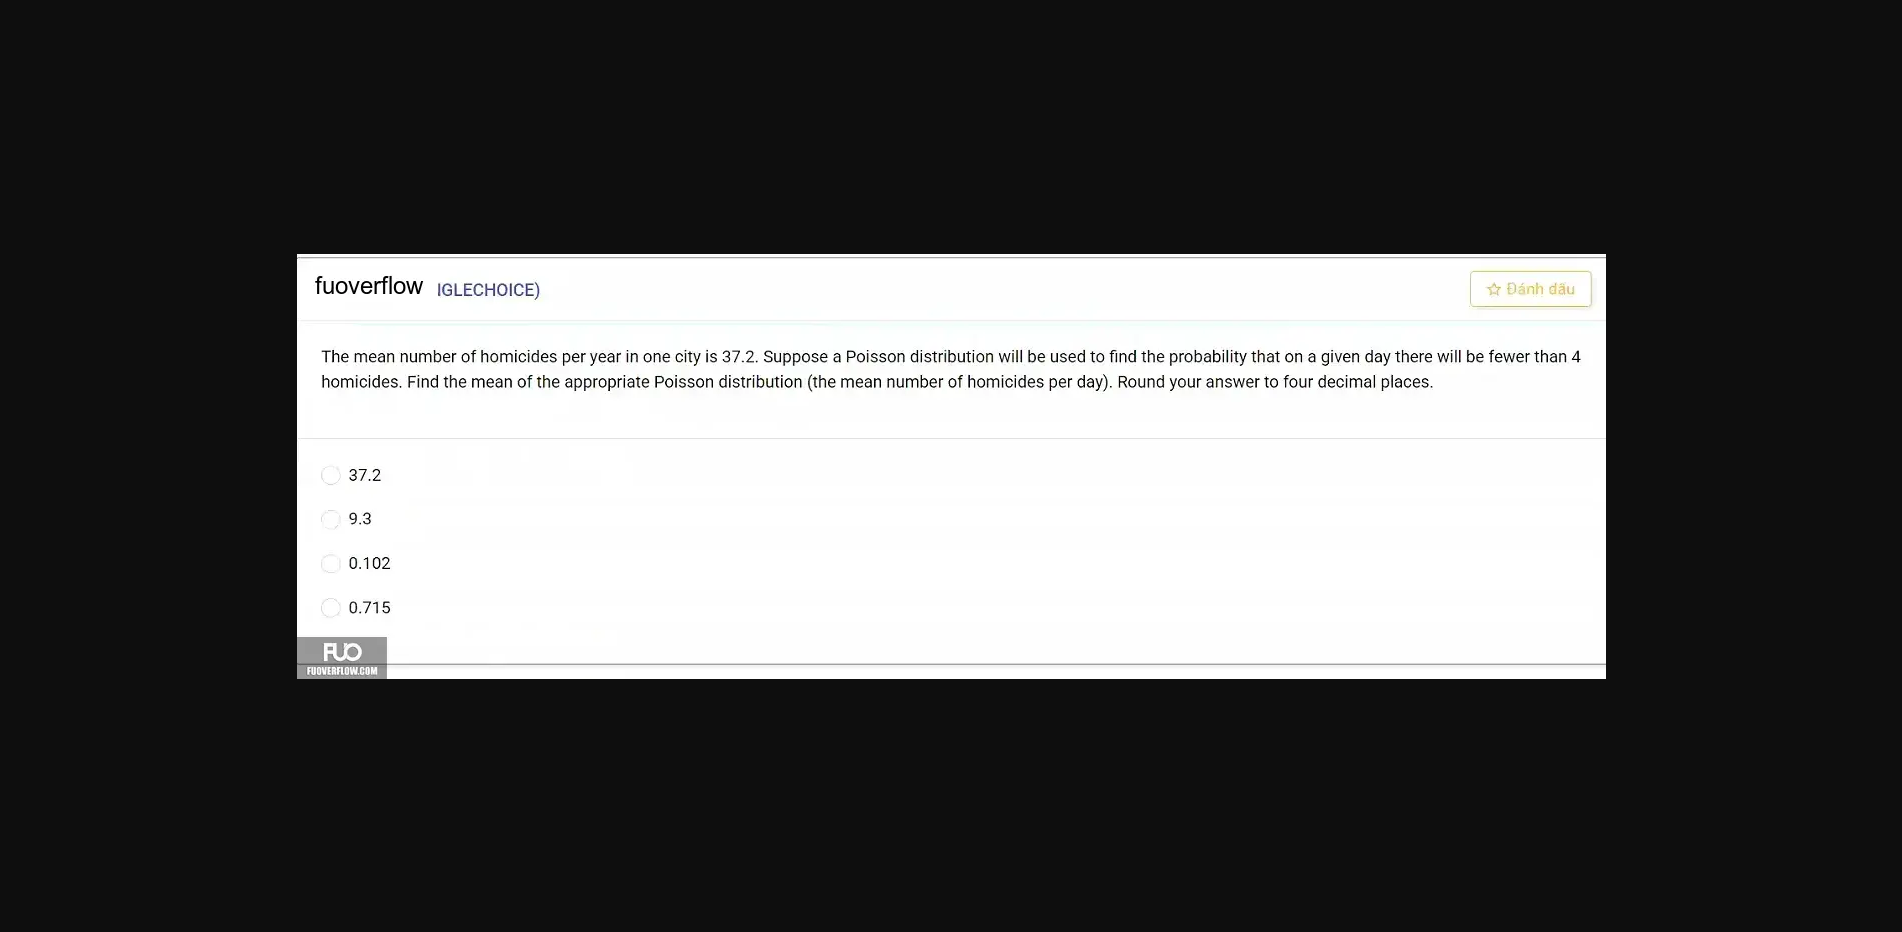 fuoverflow IGLECHOICE)
☆ Đánh dấu
The mean number of homicides per year in one city is 37.2. Suppose a Poisson distribution will be used to find the probability that on a given day there will be fewer than 4
homicides. Find the mean of the appropriate Poisson distribution (the mean number of homicides per day). Round your answer to four decimal places.
37.2
9.3
0.102
0.715
FUO
FUOVERFLOW.COM